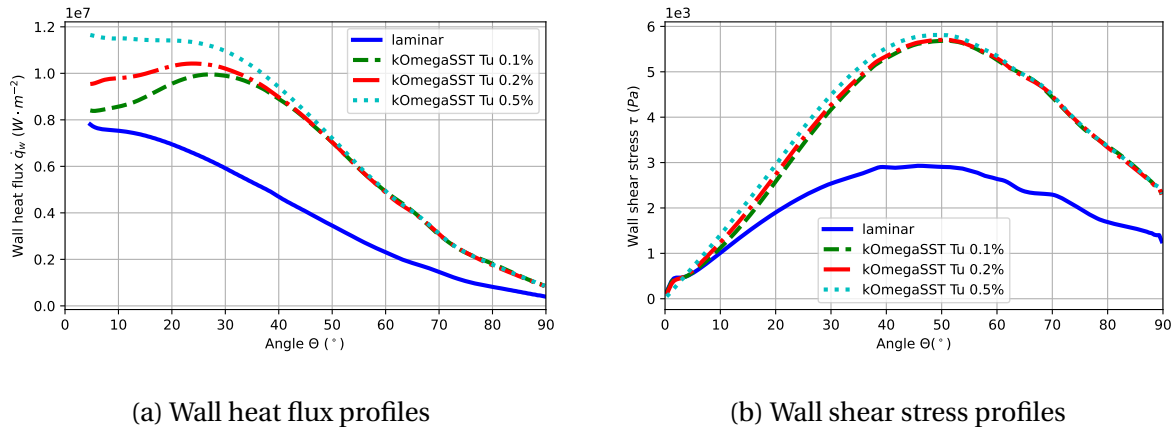 1e7
1.2
1.0
0.8
0.6
0.4
0.2
0.0
Wall heat flux q̇w (W · m⁻²)
laminar
kOmegaSST Tu 0.1%
kOmegaSST Tu 0.2%
kOmegaSST Tu 0.5%
0 10 20 30 40 50 60 70 80 90
Angle Θ (°)
(a) Wall heat flux profiles
1e3
6
5
4
3
2
1
0
Wall shear stress τ (Pa)
laminar
kOmegaSST Tu 0.1%
kOmegaSST Tu 0.2%
kOmegaSST Tu 0.5%
0 10 20 30 40 50 60 70 80 90
Angle Θ(°)
(b) Wall shear stress profiles